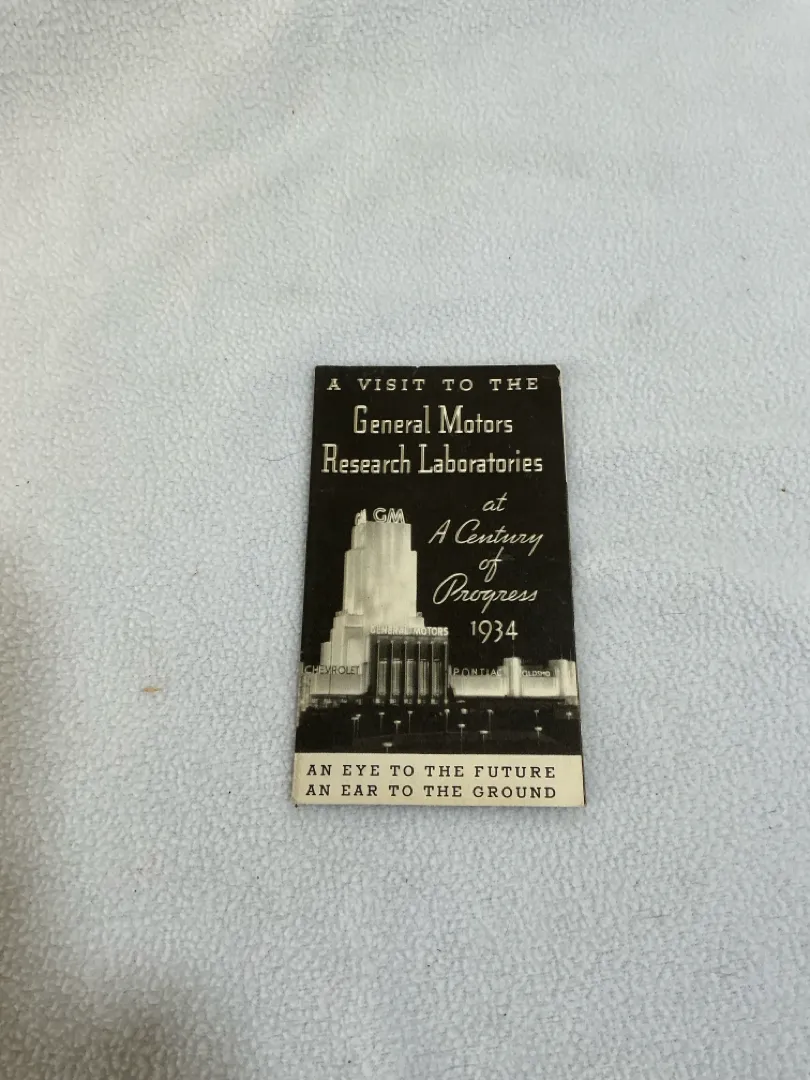 A VISIT TO THE
General Motors
Research Laboratories
at
A Century
of
Progress
1934
GM
GENERAL MOTORS
CHEVROLET
PONTIAC
OLDSMO
AN EYE TO THE FUTURE
AN EAR TO THE GROUND